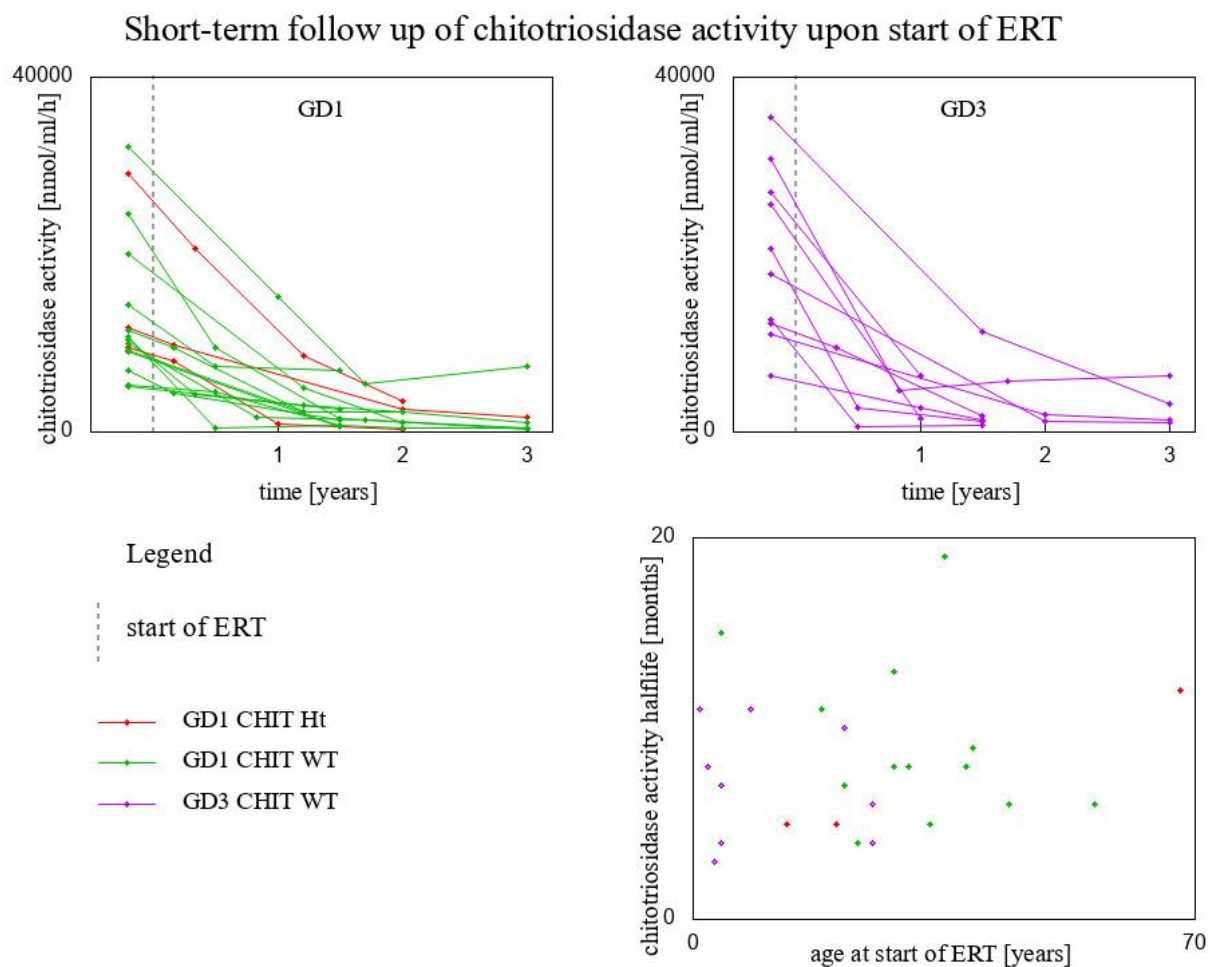 Short-term follow up of chitotriosidase activity upon start of ERT
40000
GD1
chitotriosidase activity [nmol/ml/h]
0
1
2
3
time [years]
40000
GD3
chitotriosidase activity [nmol/ml/h]
0
1
2
3
time [years]
Legend
start of ERT
GD1 CHIT Ht
GD1 CHIT WT
GD3 CHIT WT
20
chitotriosidase activity halflife [months]
0
0
70
age at start of ERT [years]